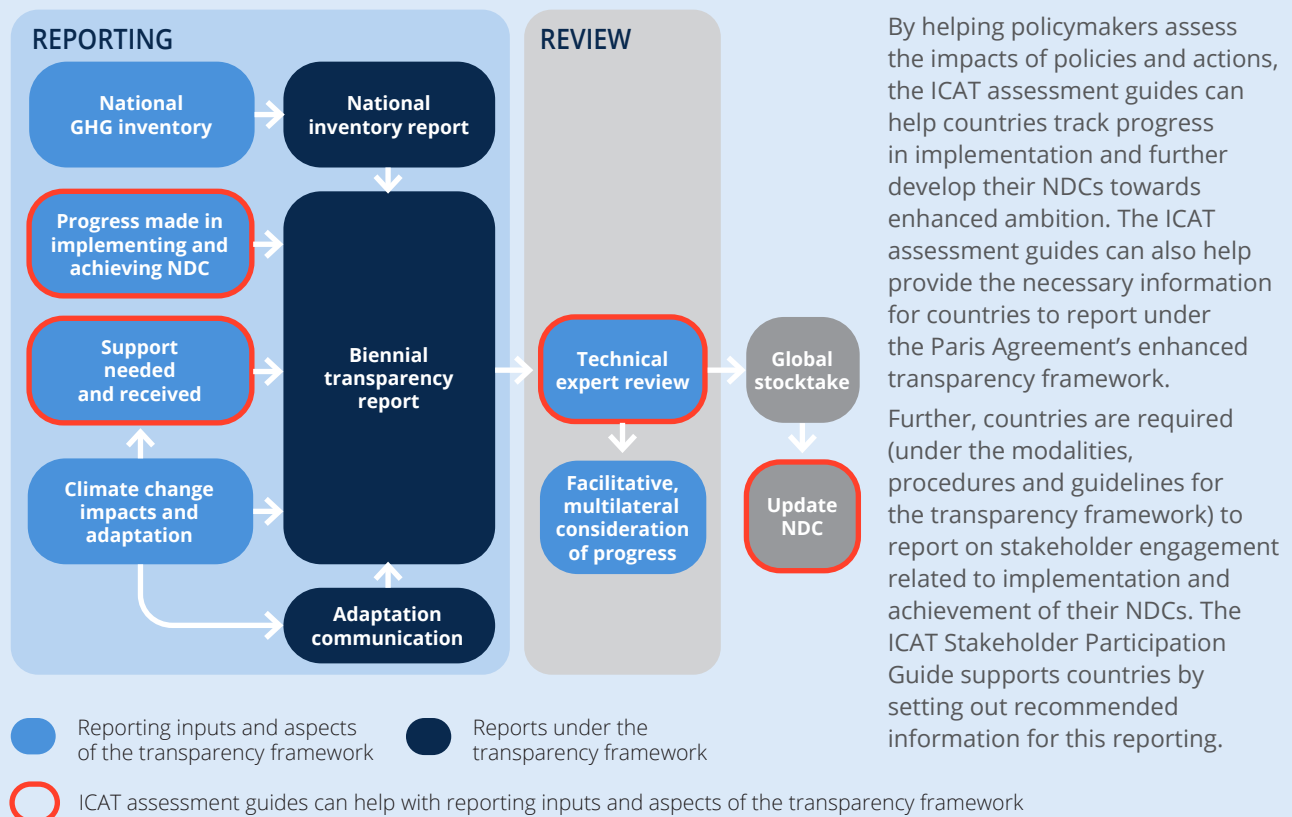 REPORTING
National
GHG inventory
National
inventory report
Progress made in
implementing and
achieving NDC
Support
needed
and received
Biennial
transparency
report
Climate change
impacts and
adaptation
Adaptation
communication
REVIEW
Technical
expert review
Facilitative,
multilateral
consideration
of progress
Global
stocktake
Update
NDC
Reporting inputs and aspects
of the transparency framework
Reports under the
transparency framework
ICAT assessment guides can help with reporting inputs and aspects of the transparency framework
By helping policymakers assess
the impacts of policies and actions,
the ICAT assessment guides can
help countries track progress
in implementation and further
develop their NDCs towards
enhanced ambition. The ICAT
assessment guides can also help
provide the necessary information
for countries to report under
the Paris Agreement’s enhanced
transparency framework.
Further, countries are required
(under the modalities,
procedures and guidelines for
the transparency framework) to
report on stakeholder engagement
related to implementation and
achievement of their NDCs. The
ICAT Stakeholder Participation
Guide supports countries by
setting out recommended
information for this reporting.